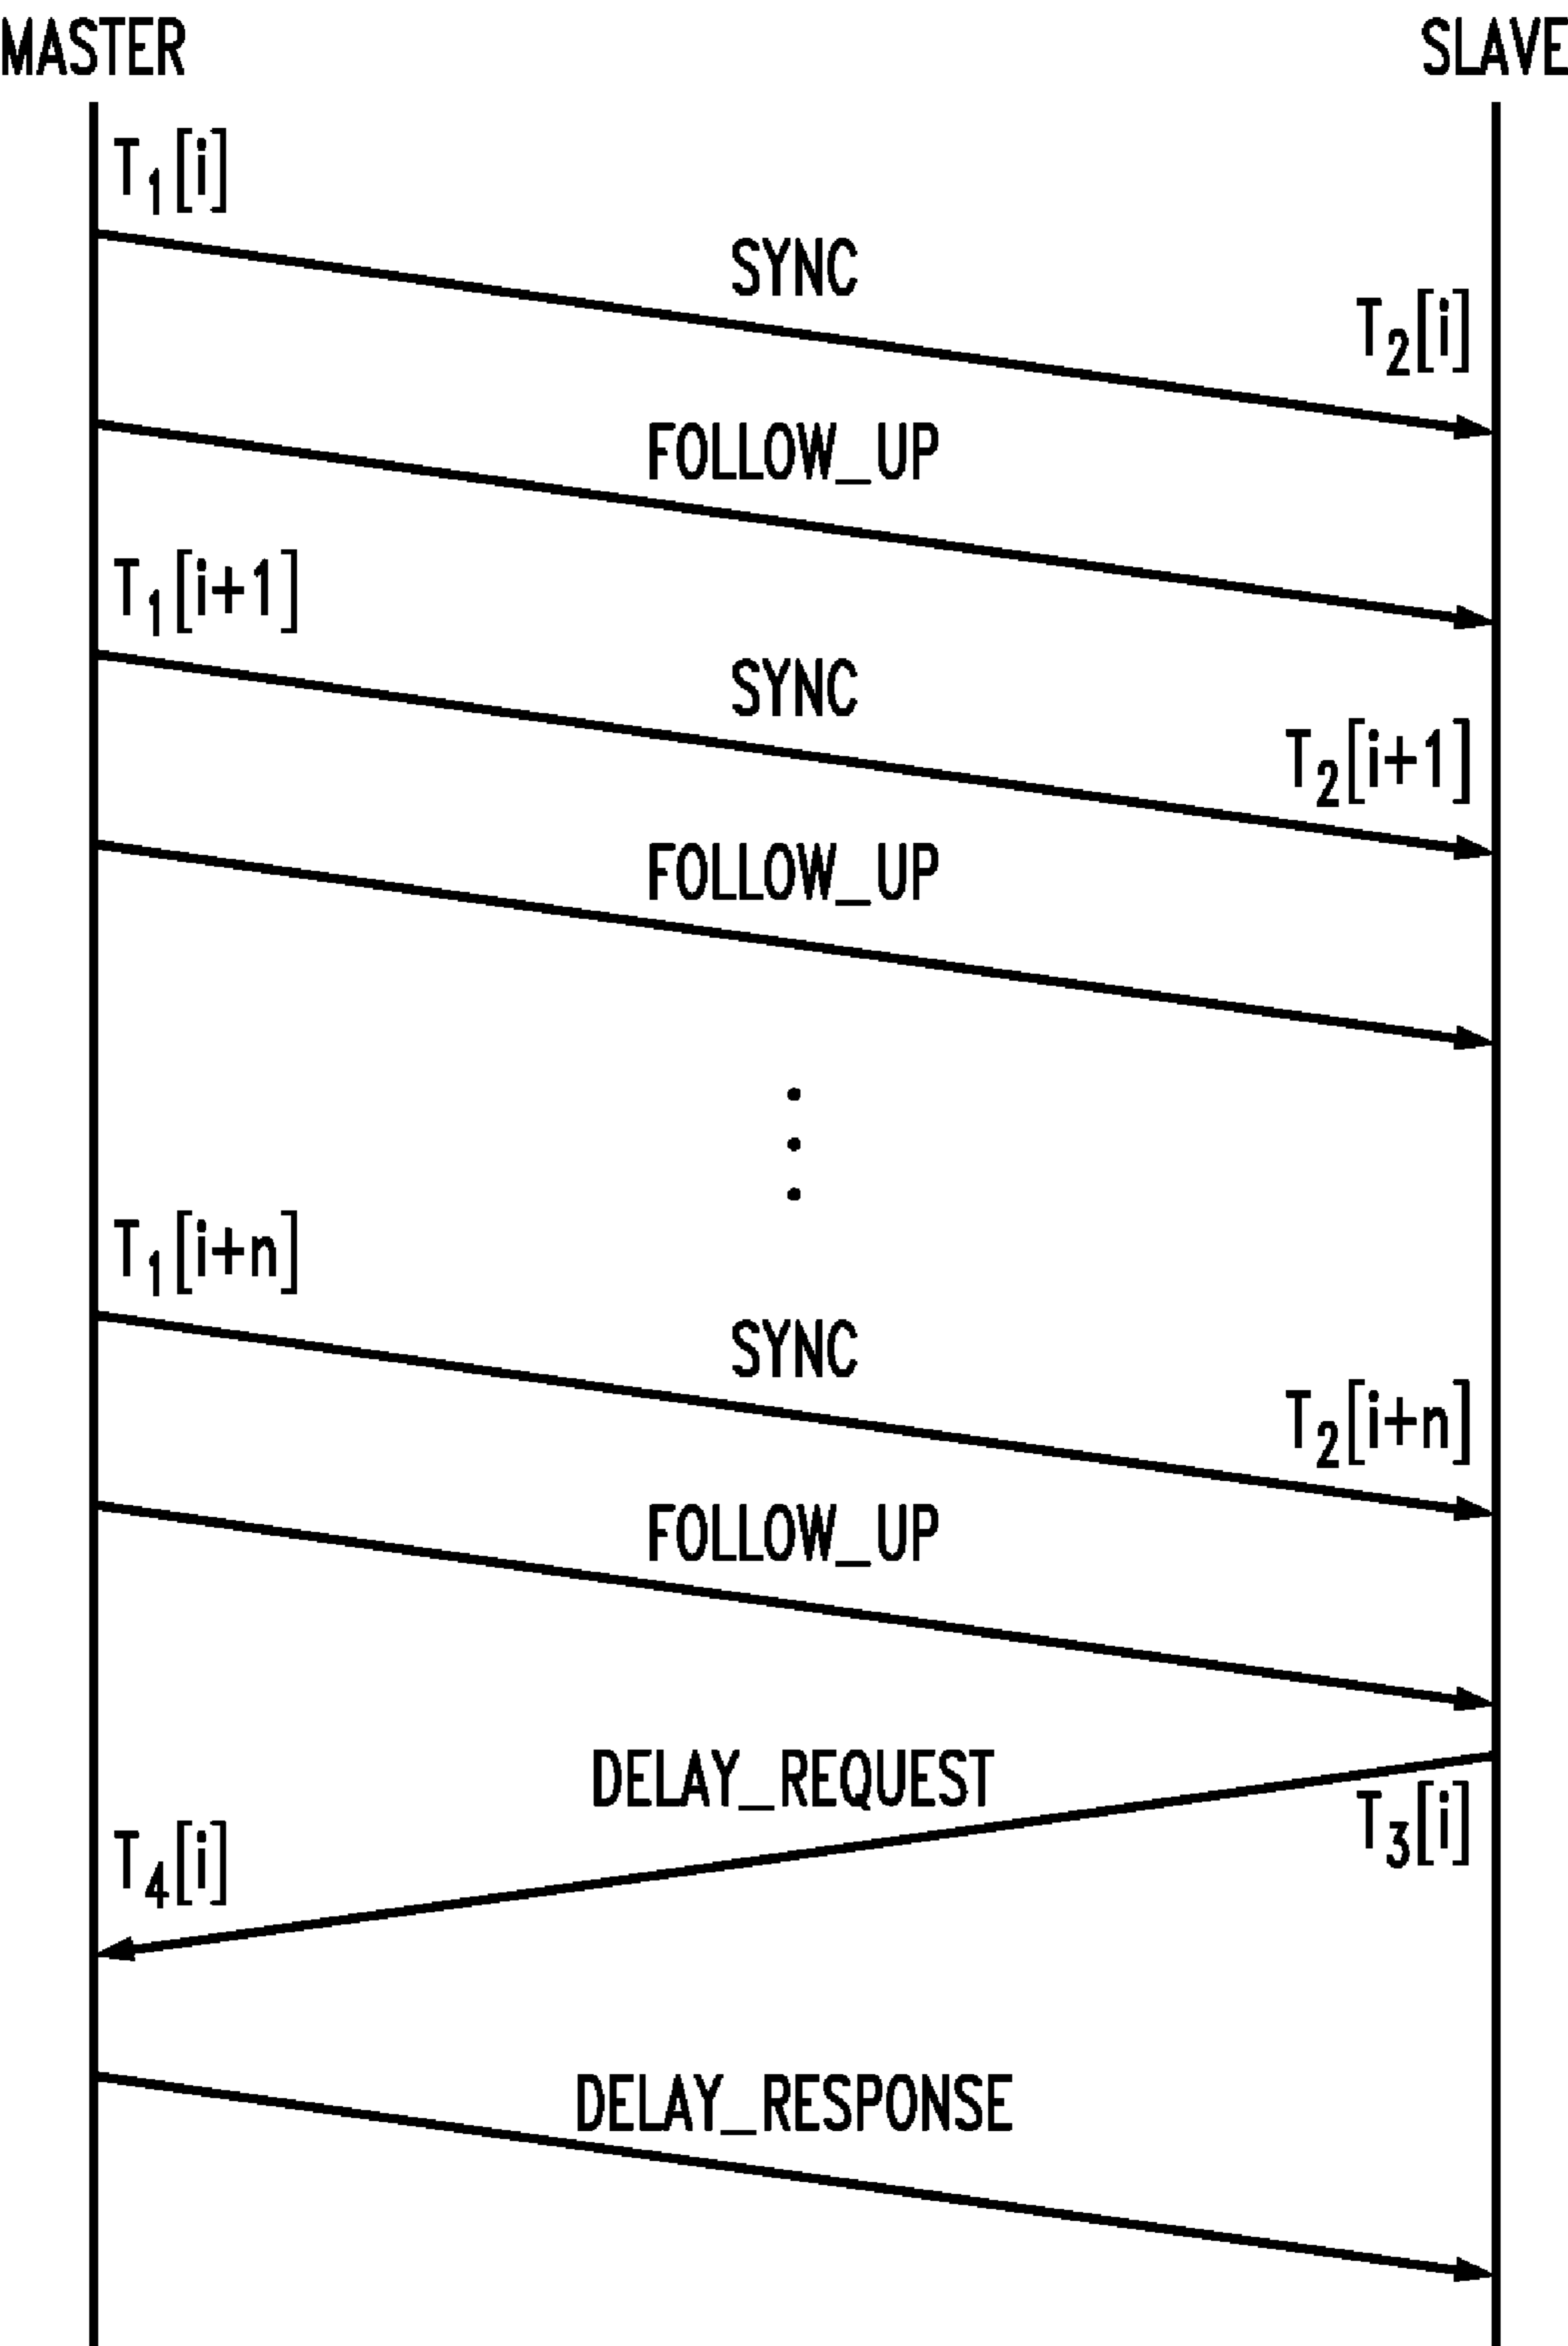 MASTER SLAVE
T1[i]
SYNC
T2[i]
FOLLOW_UP
T1[i+1]
SYNC
T2[i+1]
FOLLOW_UP
T1[i+n]
SYNC
T2[i+n]
FOLLOW_UP
DELAY_REQUEST
T3[i]
T4[i]
DELAY_RESPONSE